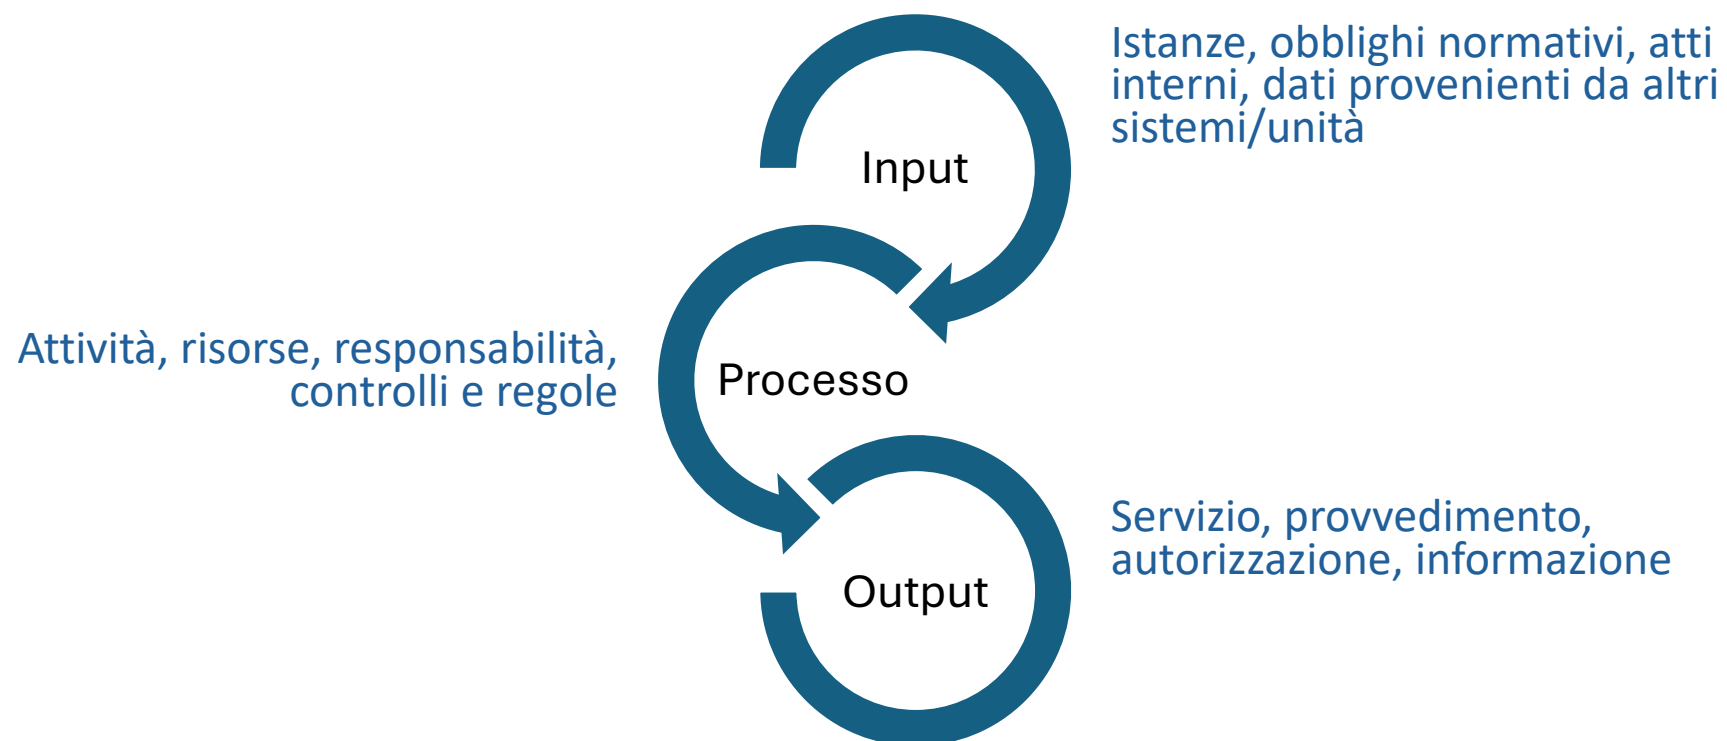 Istanze, obblighi normativi, atti
interni, dati provenienti da altri
sistemi/unità
Input
Attività, risorse, responsabilità,
controlli e regole
Processo
Servizio, provvedimento,
autorizzazione, informazione
Output